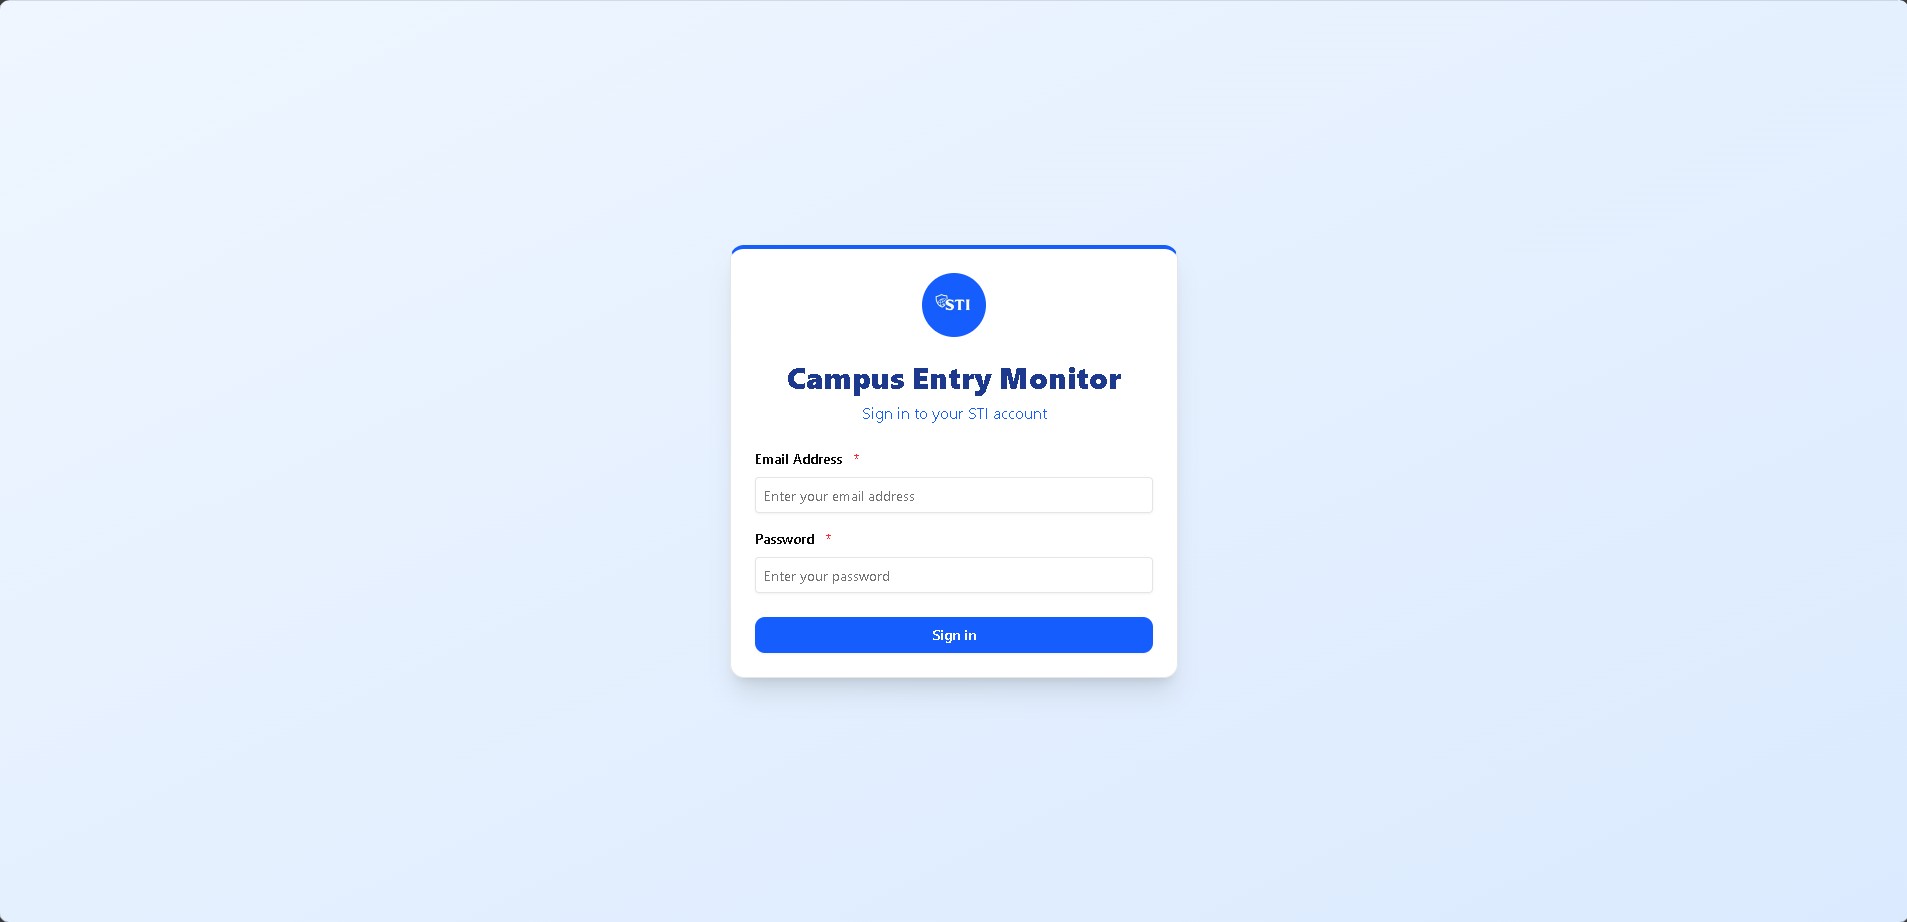 STI
Campus Entry Monitor
Sign in to your STI account
Email Address *
Enter your email address
Password *
Enter your password
Sign in